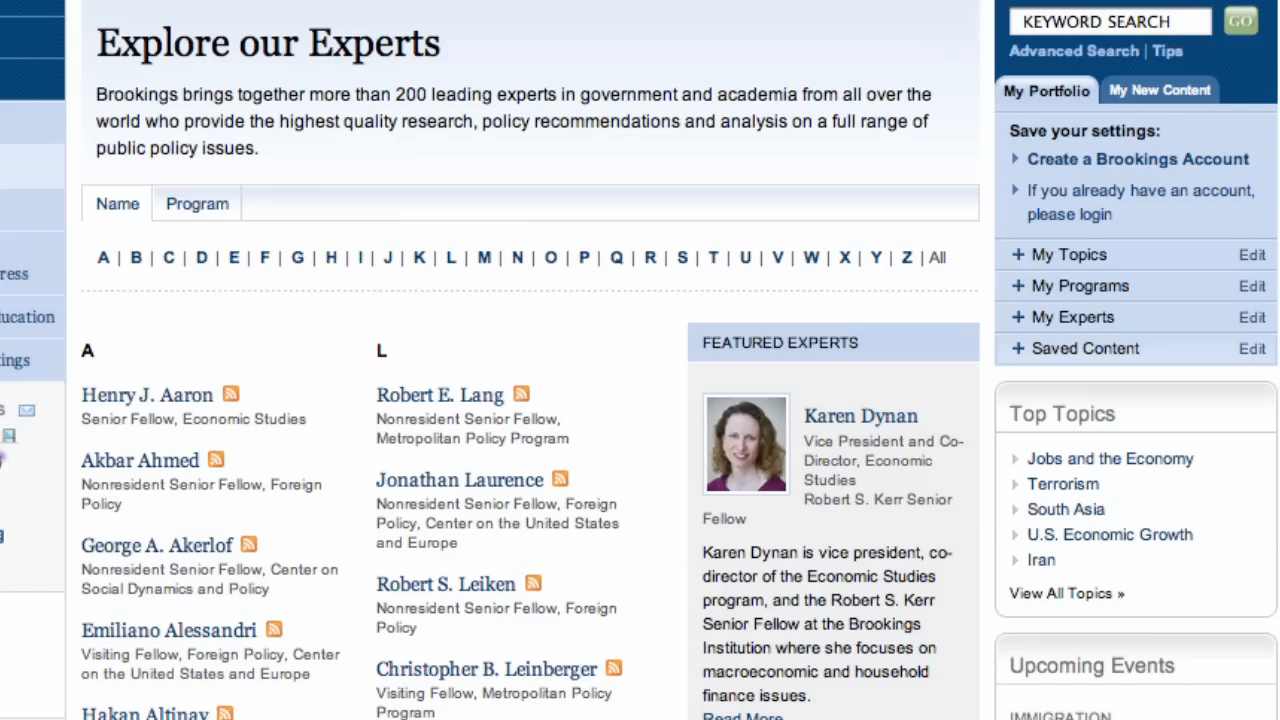 Explore our Experts
Brookings brings together more than 200 leading experts in government and academia from all over the
world who provide the highest quality research, policy recommendations and analysis on a full range of
public policy issues.
Name
Program
A | B | C | D | E | F | G | H | I | J | K | L | M | N | O | P | Q | R | S | T | U | V | W | X | Y | Z | All
ress
ucation
ings
s
A
Henry J. Aaron
Senior Fellow, Economic Studies
Akbar Ahmed
Nonresident Senior Fellow, Foreign
Policy
George A. Akerlof
Nonresident Senior Fellow, Center on
Social Dynamics and Policy
Emiliano Alessandri
Visiting Fellow, Foreign Policy, Center
on the United States and Europe
Hakan Altinay
L
Robert E. Lang
Nonresident Senior Fellow,
Metropolitan Policy Program
Jonathan Laurence
Nonresident Senior Fellow, Foreign
Policy, Center on the United States
and Europe
Robert S. Leiken
Nonresident Senior Fellow, Foreign
Policy
Christopher B. Leinberger
Visiting Fellow, Metropolitan Policy
Program
FEATURED EXPERTS
Karen Dynan
Vice President and Co-
Director, Economic
Studies
Robert S. Kerr Senior
Fellow
Karen Dynan is vice president, co-
director of the Economic Studies
program, and the Robert S. Kerr
Senior Fellow at the Brookings
Institution where she focuses on
macroeconomic and household
finance issues.
Read More
KEYWORD SEARCH
GO
Advanced Search | Tips
My Portfolio
My New Content
Save your settings:
Create a Brookings Account
If you already have an account,
please login
+ My Topics Edit
+ My Programs Edit
+ My Experts Edit
+ Saved Content Edit
Top Topics
Jobs and the Economy
Terrorism
South Asia
U.S. Economic Growth
Iran
View All Topics »
Upcoming Events
IMMIGRATION